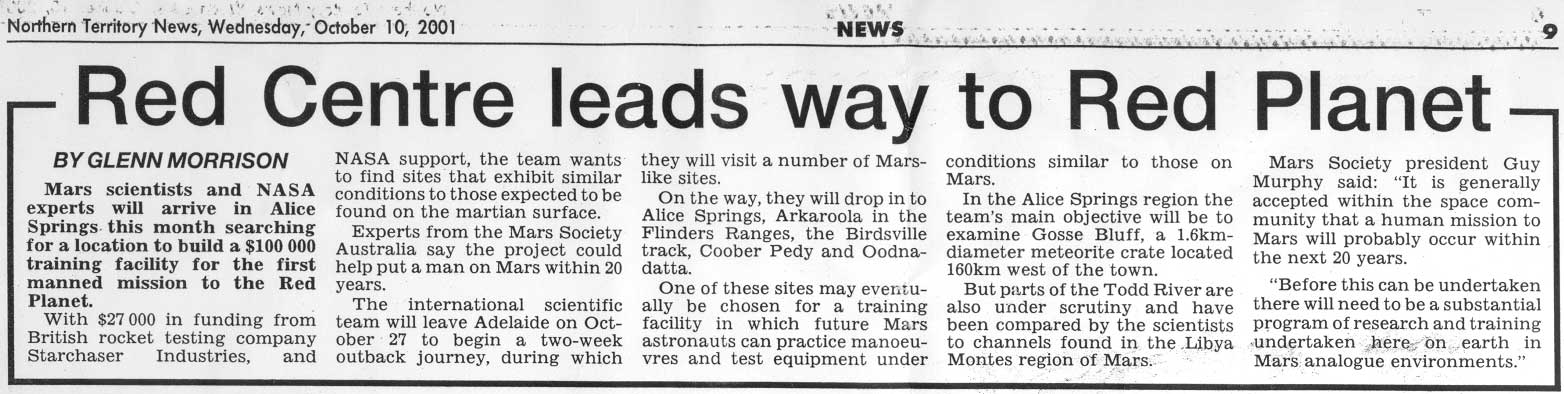 Northern Territory News, Wednesday, October 10, 2001
NEWS
9
Red Centre leads way to Red Planet
BY GLENN MORRISON
Mars scientists and NASA
experts will arrive in Alice
Springs this month searching
for a location to build a $100 000
training facility for the first
manned mission to the Red
Planet.
With $27 000 in funding from
British rocket testing company
Starchaser Industries, and
NASA support, the team wants
to find sites that exhibit similar
conditions to those expected to be
found on the martian surface.
Experts from the Mars Society
Australia say the project could
help put a man on Mars within 20
years.
The international scientific
team will leave Adelaide on Oct-
ober 27 to begin a two-week
outback journey, during which
they will visit a number of Mars-
like sites.
On the way, they will drop in to
Alice Springs, Arkaroola in the
Flinders Ranges, the Birdsville
track, Coober Pedy and Oodna-
datta.
One of these sites may eventu-
ally be chosen for a training
facility in which future Mars
astronauts can practice manoeu-
vres and test equipment under
conditions similar to those on
Mars.
In the Alice Springs region the
team's main objective will be to
examine Gosse Bluff, a 1.6km-
diameter meteorite crate located
160km west of the town.
But parts of the Todd River are
also under scrutiny and have
been compared by the scientists
to channels found in the Libya
Montes region of Mars.
Mars Society president Guy
Murphy said: "It is generally
accepted within the space com-
munity that a human mission to
Mars will probably occur within
the next 20 years.
"Before this can be undertaken
there will need to be a substantial
program of research and training
undertaken here on earth in
Mars analogue environments."